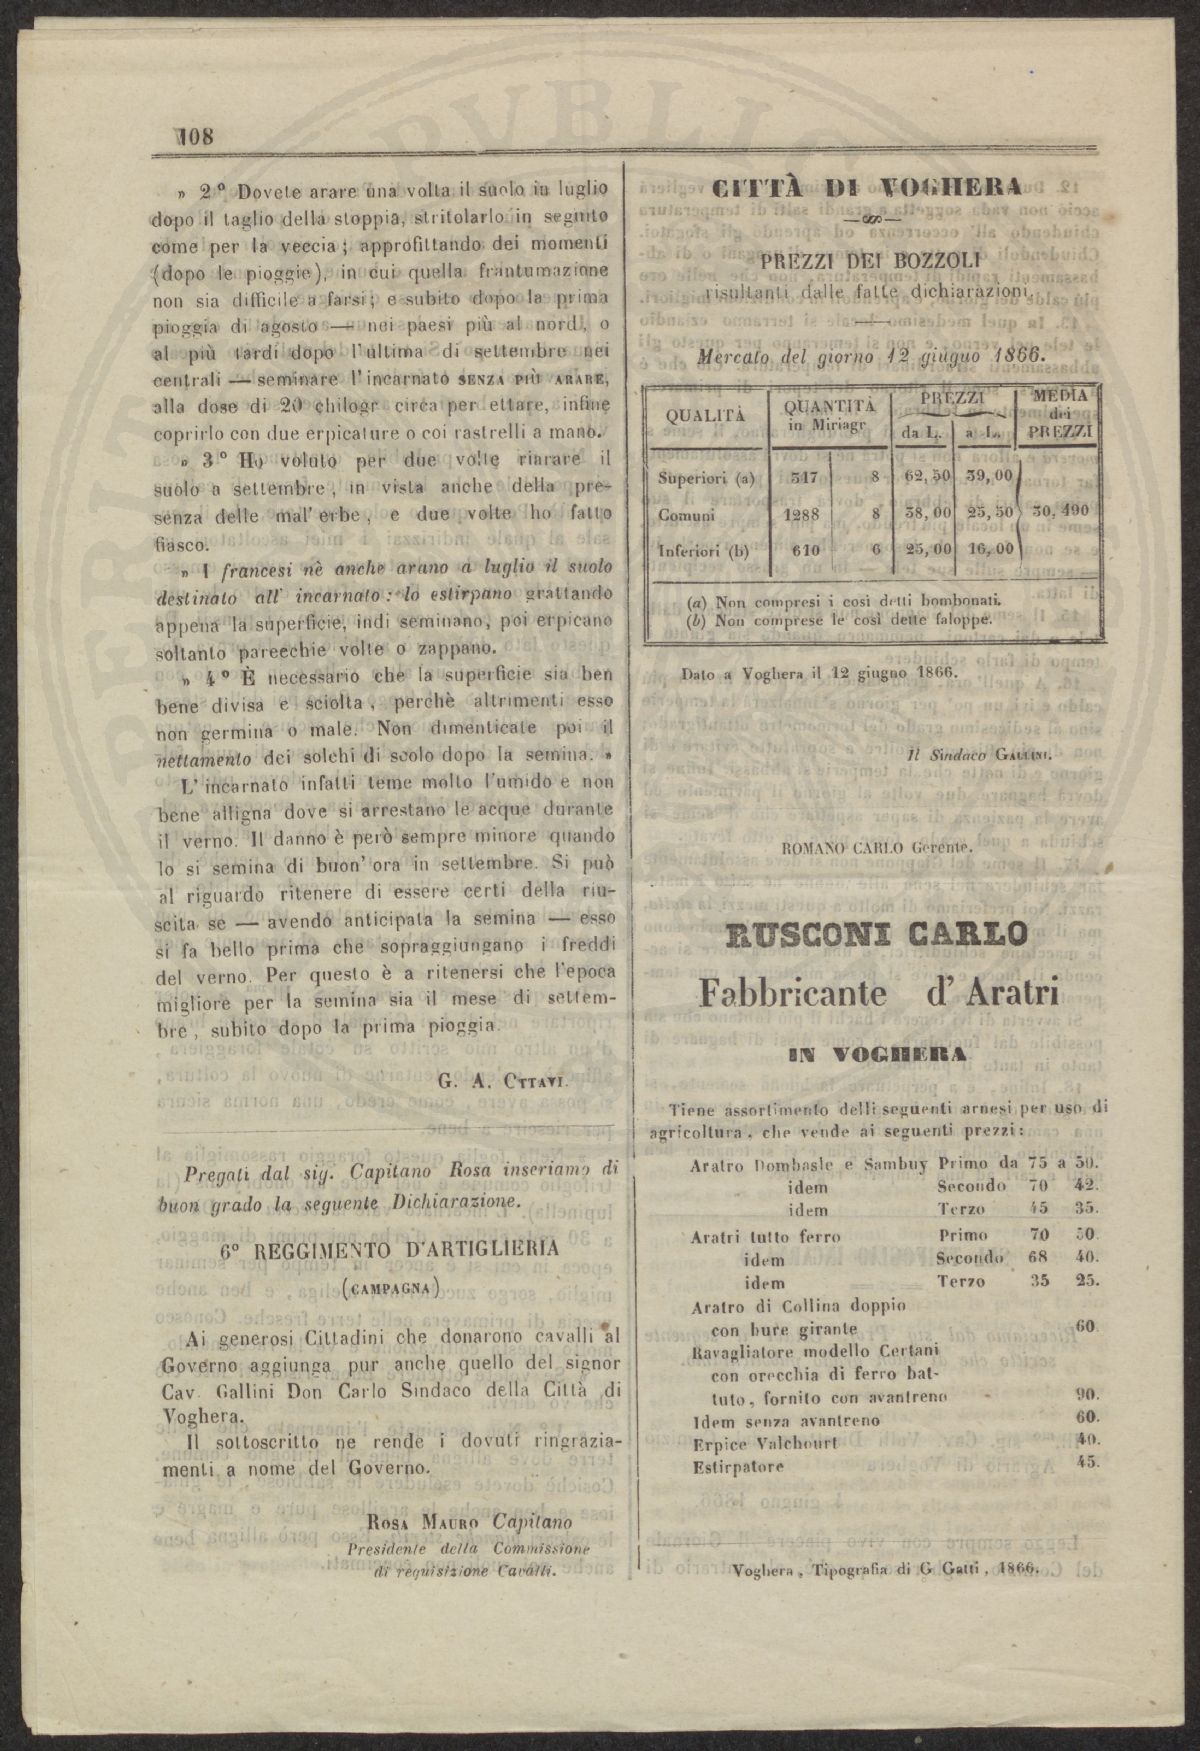 108
» 2° Dovete arare una volta il suolo in luglio
dopo il taglio della stoppia, stritolarlo in seguito
come per la veccia; approfittando dei momenti
(dopo le pioggie), in cui quella frantumazione
non sia difficile a farsi; e subito dopo la prima
pioggia di agosto — nei paesi più al nord, o
al più tardi dopo l'ultima di settembre nei
centrali — seminare l'incarnato SENZA PIÙ ARARE,
alla dose di 20 chilogr. circa per ettare, infine
coprirlo con due erpicature o coi rastrelli a mano.
» 3° Ho voluto per due volte riarare il
suolo a settembre, in vista anche della pre-
senza delle mal' erbe, e due volte ho fatto
fiasco.
» I francesi nè anche arano a luglio il suolo
destinato all' incarnato: lo estirpano grattando
appena la superficie, indi seminano, poi erpicano
soltanto parecchie volte o zappano.
» 4° È necessario che la superficie sia ben
bene divisa e sciolta, perchè altrimenti esso
non germina o male. Non dimenticate poi il
nettamento dei solchi di scolo dopo la semina. »
L' incarnato infatti teme molto l'umido e non
bene alligna dove si arrestano le acque durante
il verno. Il danno è però sempre minore quando
lo si semina di buon' ora in settembre. Si può
al riguardo ritenere di essere certi della riu-
scita se — avendo anticipata la semina — esso
si fa bello prima che sopraggiungano i freddi
del verno. Per questo è a ritenersi che l'epoca
migliore per la semina sia il mese di settem-
bre, subito dopo la prima pioggia.
G. A. OTTAVI.
Pregati dal sig. Capitano Rosa inseriamo di
buon grado la seguente Dichiarazione.
6° REGGIMENTO D'ARTIGLIERIA
(CAMPAGNA)
Ai generosi Cittadini che donarono cavalli al
Governo aggiunga pur anche quello del signor
Cav. Gallini Don Carlo Sindaco della Città di
Voghera.
Il sottoscritto ne rende i dovuti ringrazia-
menti a nome del Governo.
ROSA MAURO Capitano
Presidente della Commissione
di requisizione Cavalli.
CITTÀ DI VOGHERA
PREZZI DEI BOZZOLI
risultanti dalle fatte dichiarazioni.
Mercato del giorno 12 giugno 1866.
QUALITÀ QUANTITÀ in Miriagr PREZZI da L. a L. MEDIA dei PREZZI
Superiori (a) 317 8 62,50 39,00
Comuni 1288 8 38,00 25,50 30,490
Inferiori (b) 610 6 25,00 16,00
(a) Non compresi i così detti bombonati.
(b) Non comprese le così dette faloppe.
Dato a Voghera il 12 giugno 1866.
Il Sindaco GALLINI.
ROMANO CARLO Gerente.
RUSCONI CARLO
Fabbricante d' Aratri
IN VOGHERA
Tiene assortimento delli seguenti arnesi per uso di
agricoltura, che vende ai seguenti prezzi:
Aratro Dombasle e Sambuy Primo da 75 a 50.
idem Secondo 70 42.
idem Terzo 45 35.
Aratri tutto ferro Primo 70 50.
idem Secondo 68 40.
idem Terzo 35 25.
Aratro di Collina doppio
con bure girante 60.
Ravagliatore modello Certani
con orecchia di ferro bat-
tuto, fornito con avantreno 90.
Idem senza avantreno 60.
Erpice Valchourt 40.
Estirpatore 45.
Voghera, Tipografia di G. Gatti, 1866.